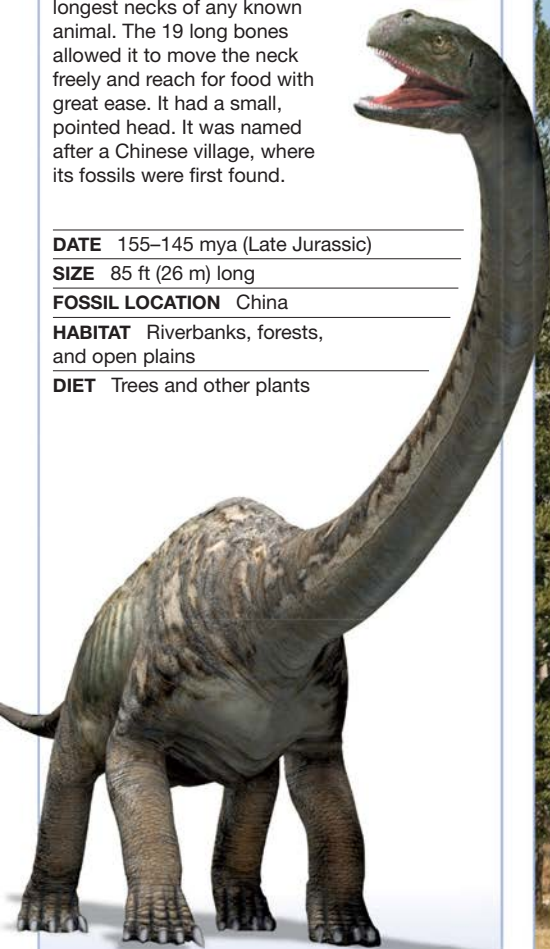 longest necks of any known
animal. The 19 long bones
allowed it to move the neck
freely and reach for food with
great ease. It had a small,
pointed head. It was named
after a Chinese village, where
its fossils were first found.
DATE 155–145 mya (Late Jurassic)
SIZE 85 ft (26 m) long
FOSSIL LOCATION China
HABITAT Riverbanks, forests,
and open plains
DIET Trees and other plants